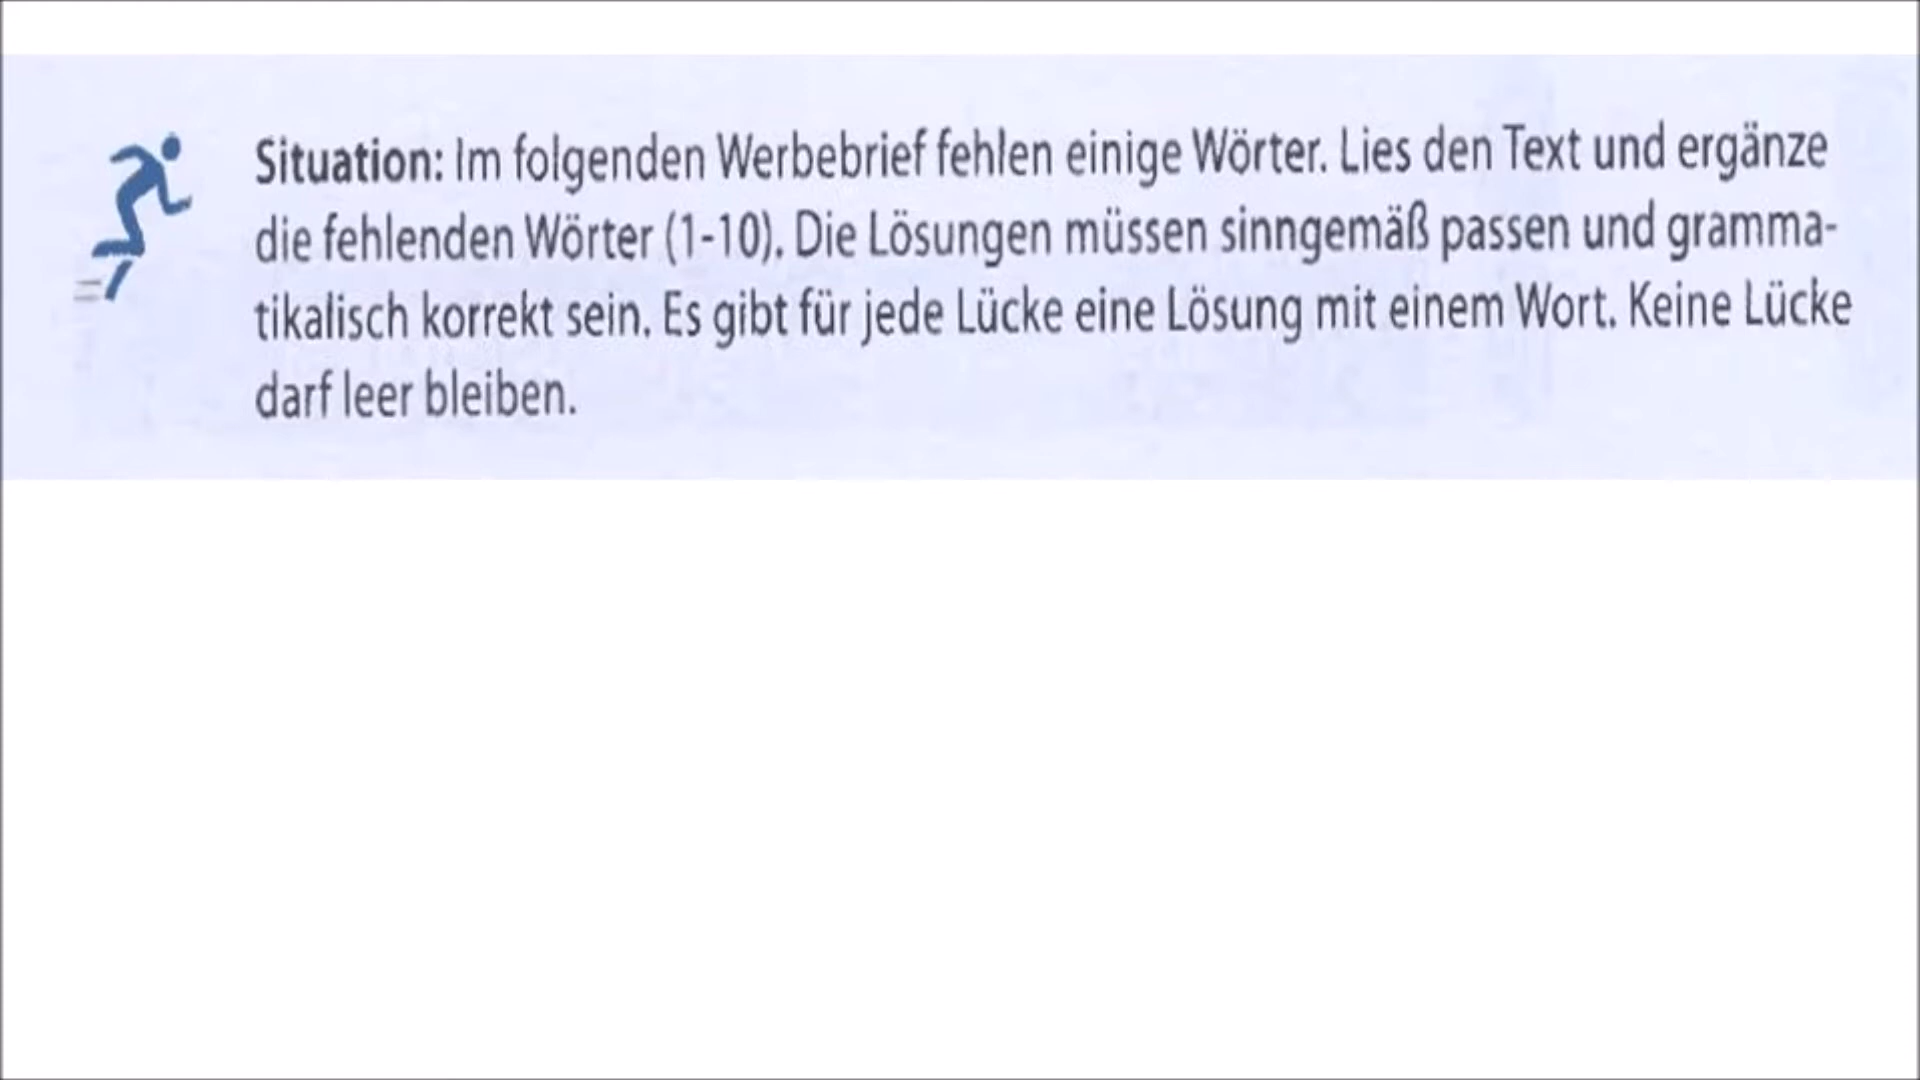 Situation: Im folgenden Werbebrief fehlen einige Wörter. Lies den Text und ergänze
die fehlenden Wörter (1-10). Die Lösungen müssen sinngemäß passen und gramma-
tikalisch korrekt sein. Es gibt für jede Lücke eine Lösung mit einem Wort. Keine Lücke
darf leer bleiben.